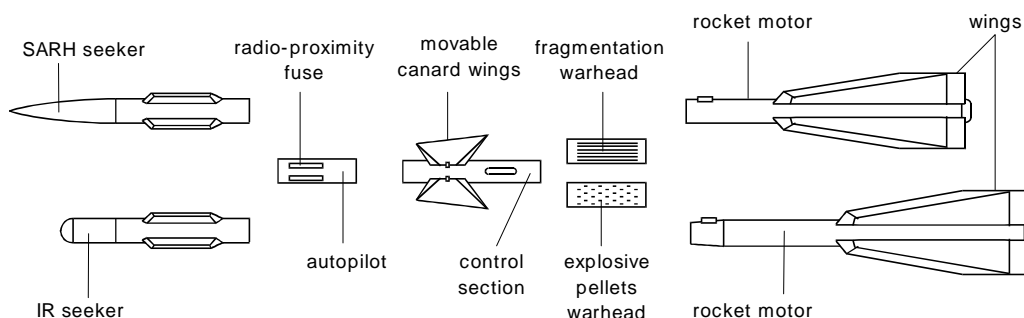 SARH seeker
radio-proximity
fuse
movable
canard wings
fragmentation
warhead
rocket motor
wings
IR seeker
autopilot
control
section
explosive
pellets
warhead
rocket motor